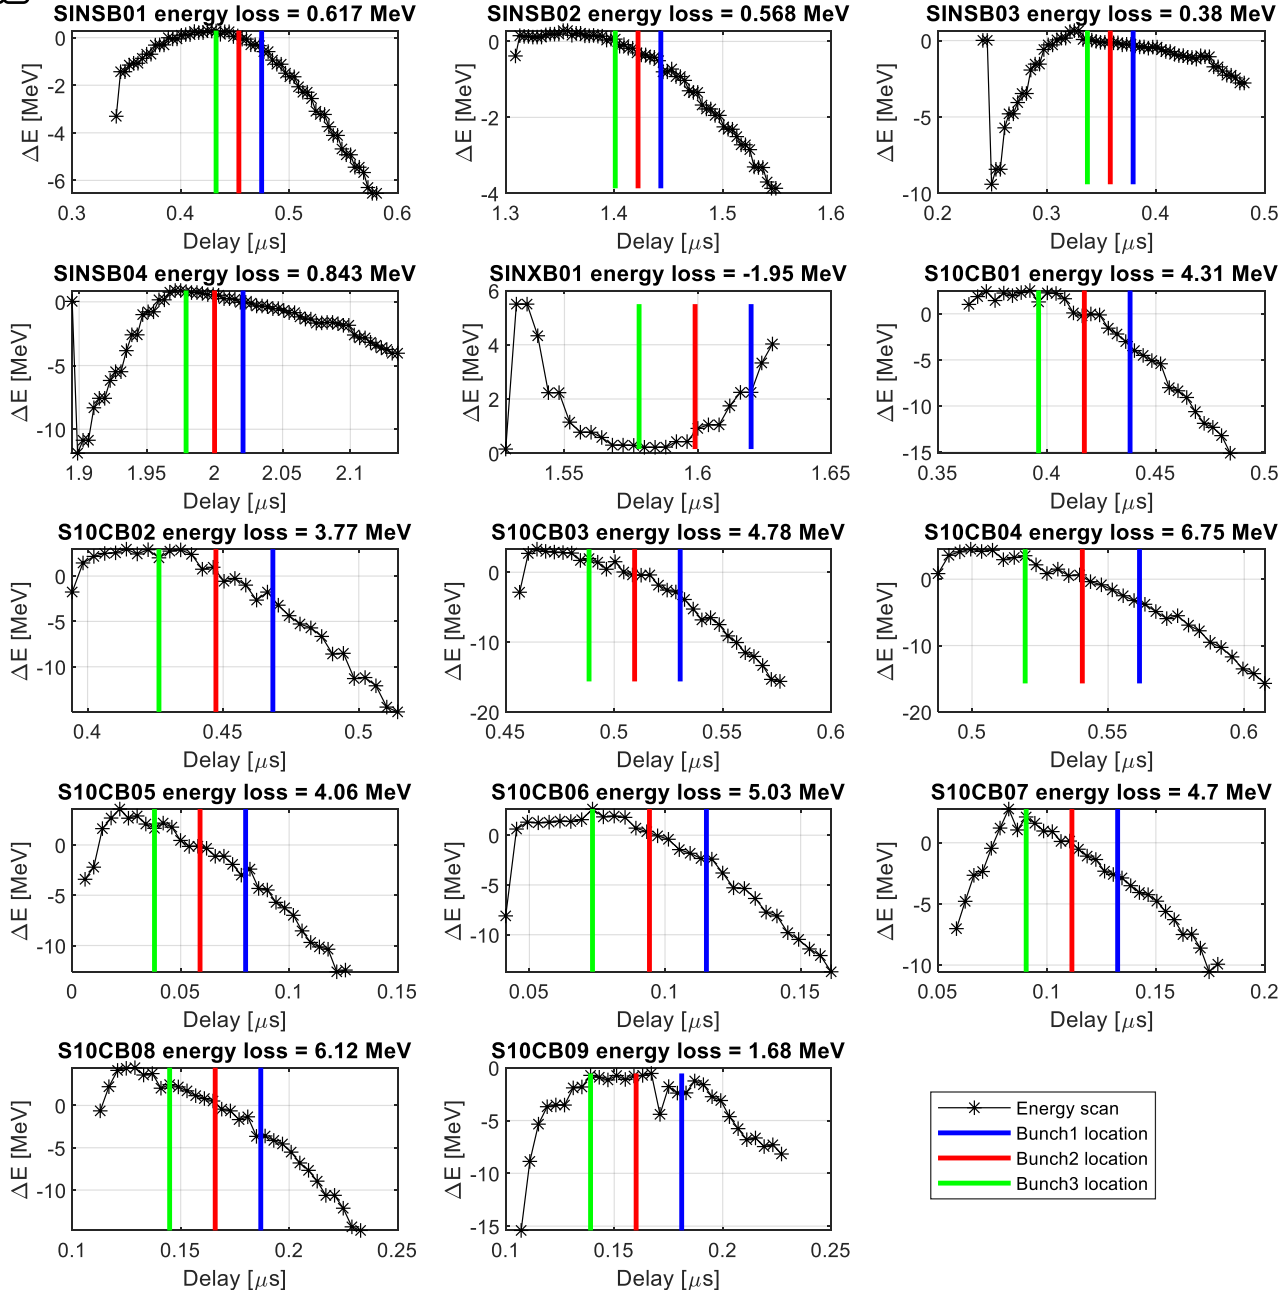 SINSB01 energy loss = 0.617 MeV
0
-2
-4
-6
ΔE [MeV]
0.3 0.4 0.5 0.6
Delay [μs]
SINSB02 energy loss = 0.568 MeV
0
-2
-4
ΔE [MeV]
1.3 1.4 1.5 1.6
Delay [μs]
SINSB03 energy loss = 0.38 MeV
0
-5
-10
ΔE [MeV]
0.2 0.3 0.4 0.5
Delay [μs]
SINSB04 energy loss = 0.843 MeV
0
-5
-10
ΔE [MeV]
1.9 1.95 2 2.05 2.1
Delay [μs]
SINXB01 energy loss = -1.95 MeV
6
4
2
0
ΔE [MeV]
1.55 1.6 1.65
Delay [μs]
S10CB01 energy loss = 4.31 MeV
0
-5
-10
-15
ΔE [MeV]
0.35 0.4 0.45 0.5
Delay [μs]
S10CB02 energy loss = 3.77 MeV
0
-5
-10
ΔE [MeV]
0.4 0.45 0.5
Delay [μs]
S10CB03 energy loss = 4.78 MeV
0
-10
-20
ΔE [MeV]
0.45 0.5 0.55 0.6
Delay [μs]
S10CB04 energy loss = 6.75 MeV
0
-10
-20
ΔE [MeV]
0.5 0.55 0.6
Delay [μs]
S10CB05 energy loss = 4.06 MeV
0
-5
-10
ΔE [MeV]
0 0.05 0.1 0.15
Delay [μs]
S10CB06 energy loss = 5.03 MeV
0
-5
-10
ΔE [MeV]
0.05 0.1 0.15
Delay [μs]
S10CB07 energy loss = 4.7 MeV
0
-5
-10
ΔE [MeV]
0.05 0.1 0.15 0.2
Delay [μs]
S10CB08 energy loss = 6.12 MeV
0
-5
-10
ΔE [MeV]
0.1 0.15 0.2 0.25
Delay [μs]
S10CB09 energy loss = 1.68 MeV
0
-5
-10
-15
ΔE [MeV]
0.1 0.15 0.2 0.25
Delay [μs]
Energy scan
Bunch1 location
Bunch2 location
Bunch3 location